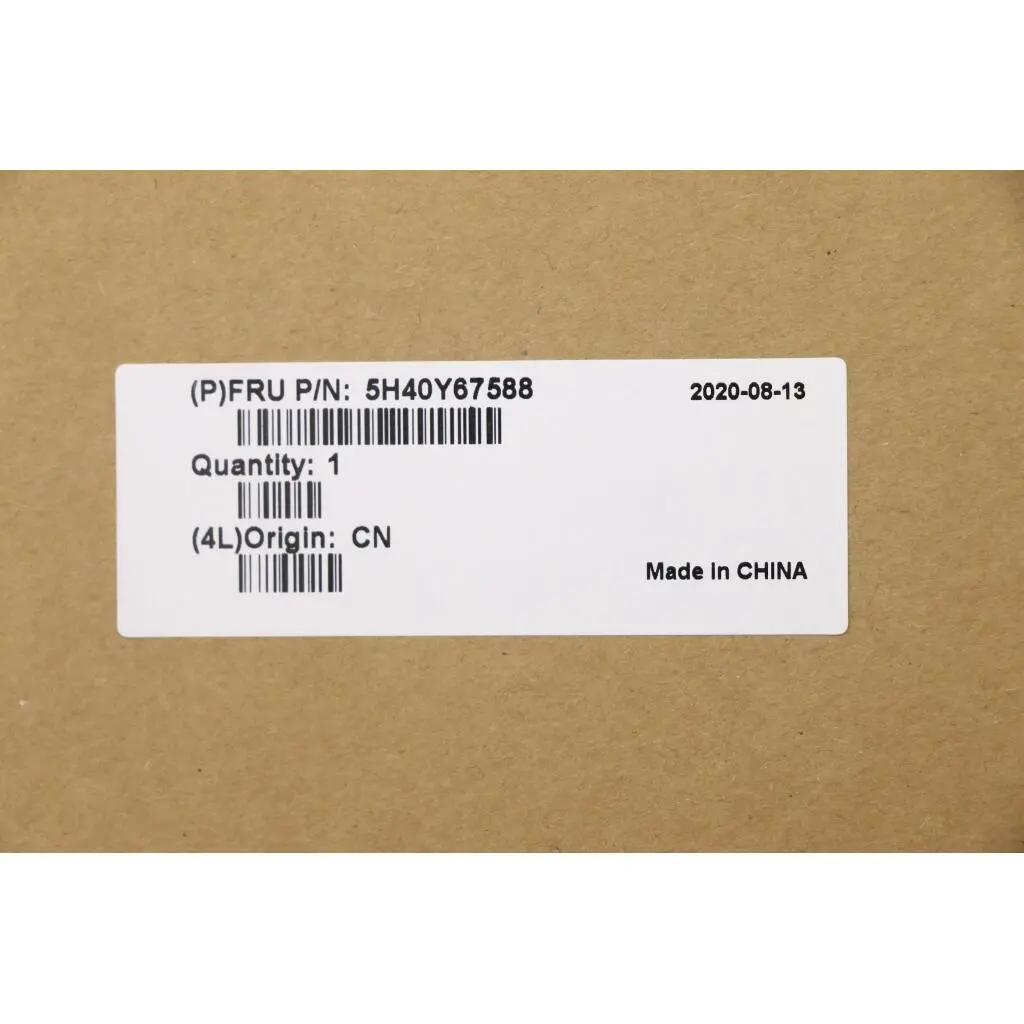 (P)FRU P/N: 5H40Y67588
2020-08-13
Quantity: 1
(4L)Origin: CN
Made in CHINA